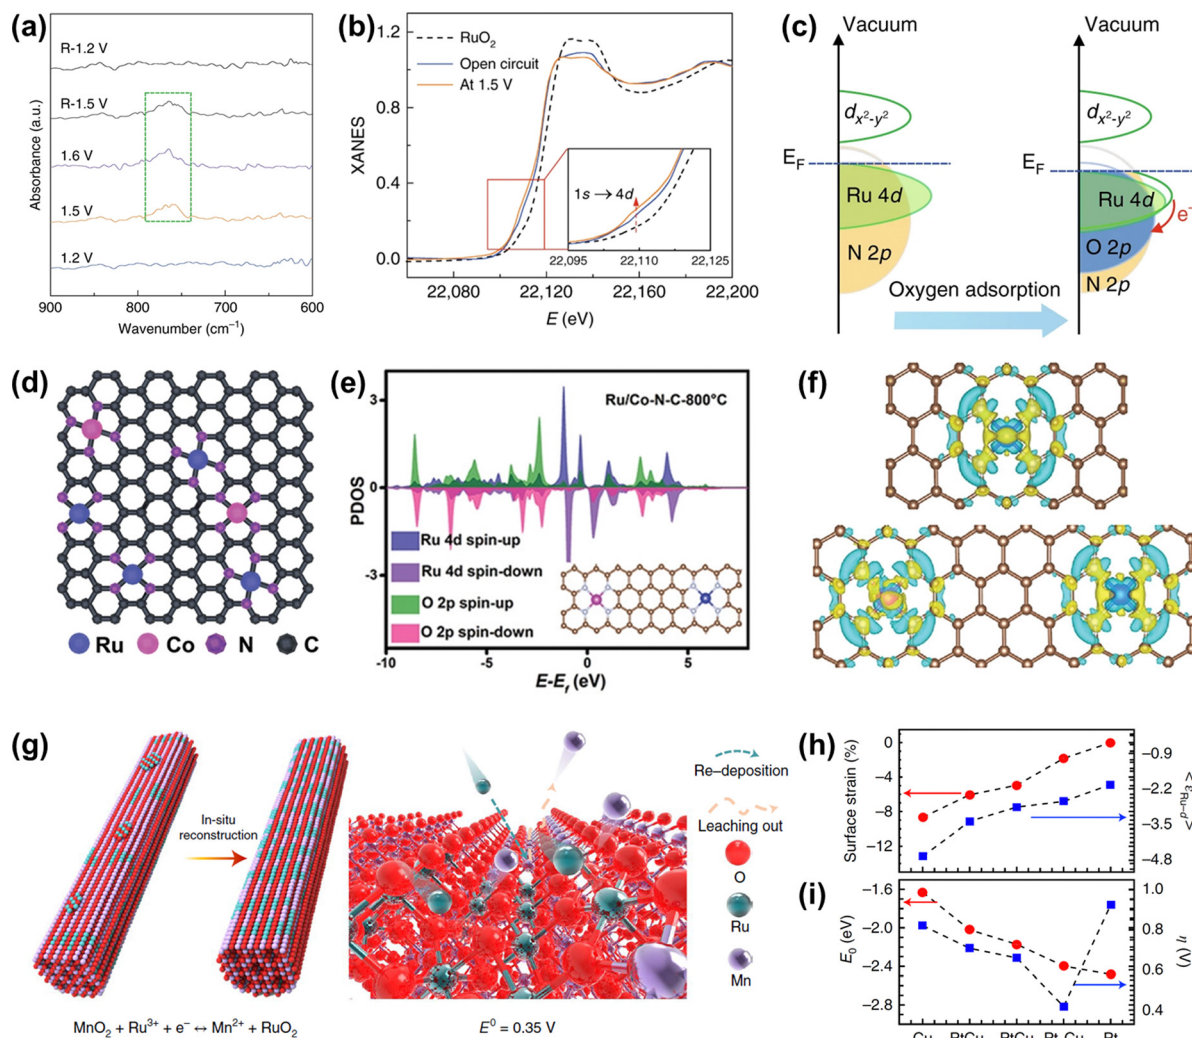 (a)
R-1.2 V
R-1.5 V
1.6 V
1.5 V
1.2 V
Absorbance (a.u.)
900 800 700 600
Wavenumber (cm⁻¹)
(b)
RuO₂
Open circuit
At 1.5 V
1.2
0.8
0.4
0.0
XANES
1s → 4d
22,095 22,110 22,125
22,080 22,120 22,160 22,200
E (eV)
(c)
Vacuum
Vacuum
dx²-y²
dx²-y²
E_F
E_F
Ru 4d
N 2p
Ru 4d
e⁻
O 2p
N 2p
Oxygen adsorption
(d)
Ru Co N C
(e)
Ru/Co-N-C-800°C
3
0
-3
PDOS
Ru 4d spin-up
Ru 4d spin-down
O 2p spin-up
O 2p spin-down
-10 -5 0 5
E-E_f (eV)
(f)
(g)
In-situ
reconstruction
MnO₂ + Ru³⁺ + e⁻ ↔ Mn²⁺ + RuO₂
E⁰ = 0.35 V
Re-deposition
Leaching out
O
Ru
Mn
(h)
0
−4
−8
−12
Surface strain (%)
−0.9
−2.2
−3.5
−4.8
< ε_Ru−d >
(i)
−1.6
−2.0
−2.4
−2.8
E₀ (eV)
1.0
0.8
0.6
0.4
η (V)